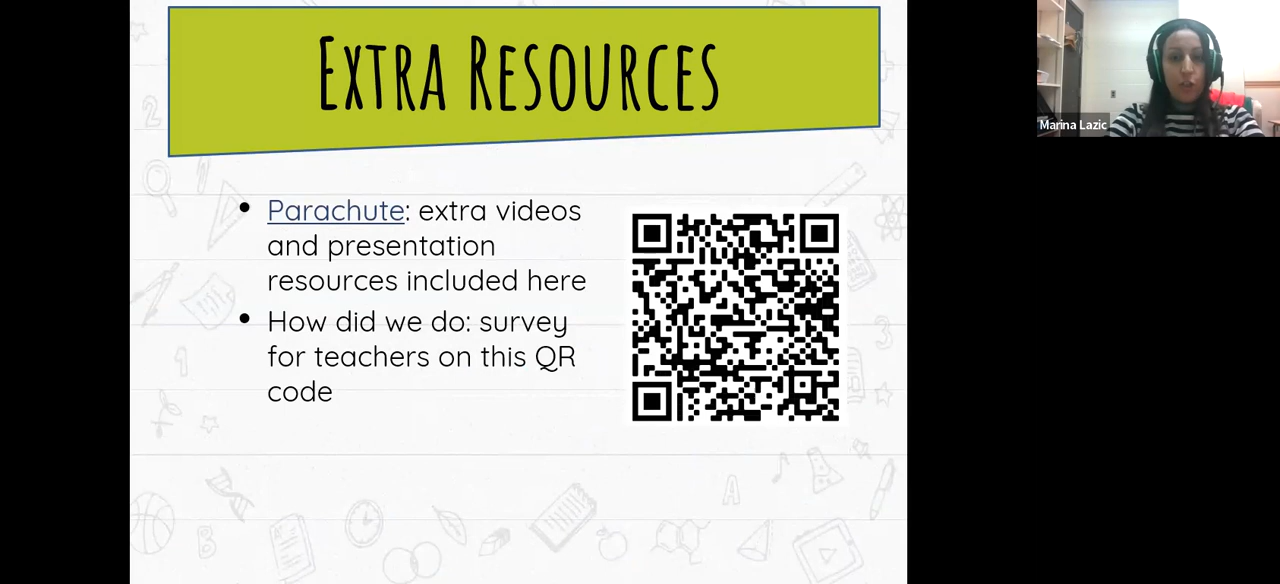 Extra Resources
Parachute: extra videos
and presentation
resources included here
How did we do: survey
for teachers on this QR
code
Marina Lazic